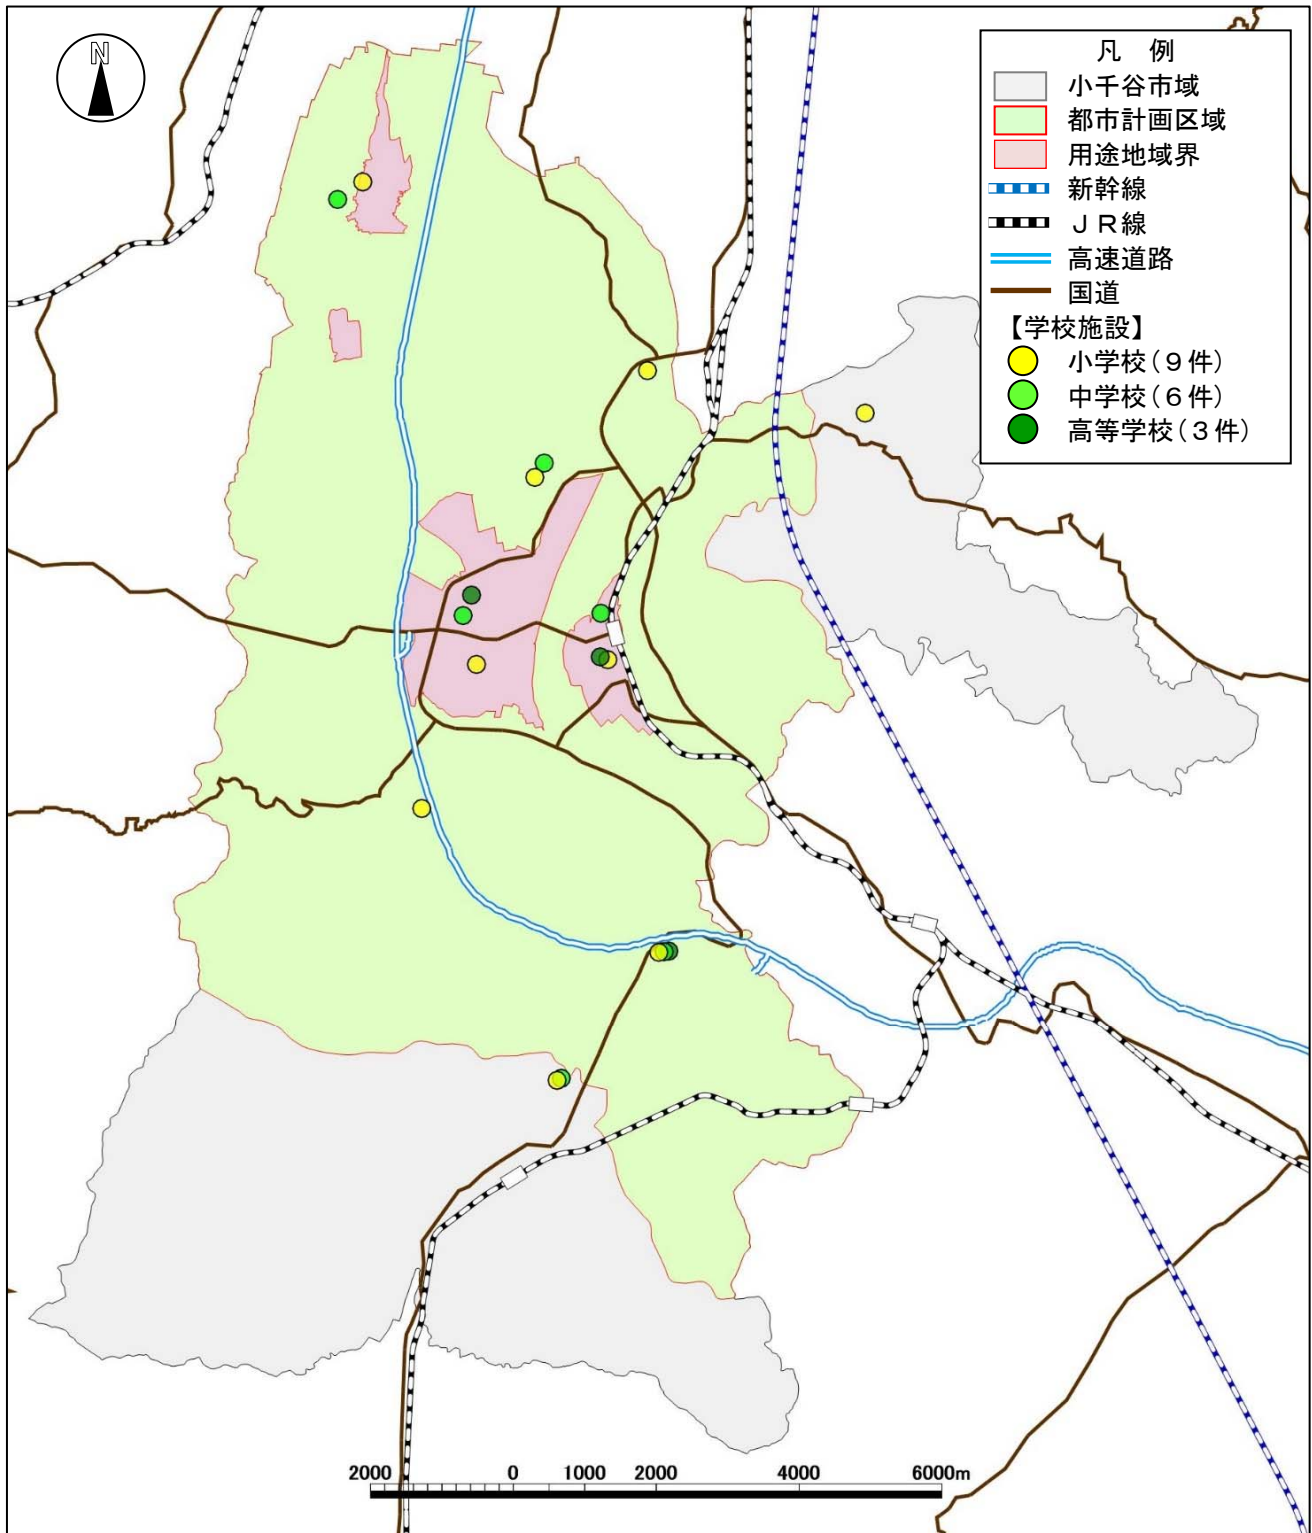 N
凡 例
小千谷市域
都市計画区域
用途地域界
新幹線
ＪＲ線
高速道路
国道
【学校施設】
小学校（９件）
中学校（６件）
高等学校（３件）
2000 0 1000 2000 4000 6000m